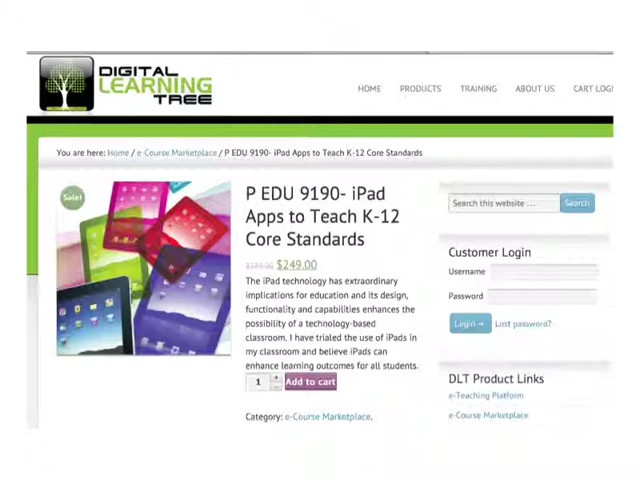 DIGITAL
LEARNING
TREE
HOME PRODUCTS TRAINING ABOUT US CART LOG
You are here: Home / e-Course Marketplace / P EDU 9190- iPad Apps to Teach K-12 Core Standards
Sale!
P EDU 9190- iPad
Apps to Teach K-12
Core Standards
$249.00
The iPad technology has extraordinary
implications for education and its design,
functionality and capabilities enhances the
possibility of a technology-based
classroom. I have trialed the use of iPads in
my classroom and believe iPads can
enhance learning outcomes for all students.
1 Add to cart
Category: e-Course Marketplace.
Search this website ... Search
Customer Login
Username
Password
Login → Lost password?
DLT Product Links
e-Teaching Platform
e-Course Marketplace